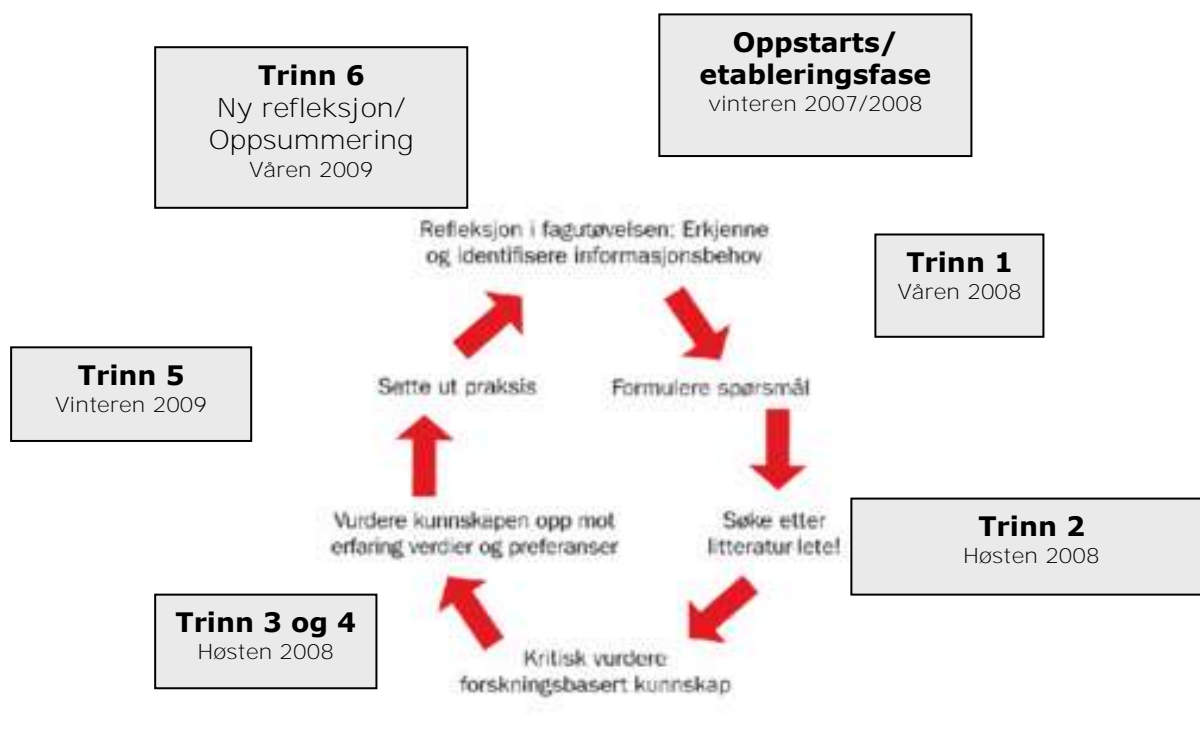 Oppstarts/
etableringsfase
vinteren 2007/2008
Trinn 6
Ny refleksjon/
Oppsummering
Våren 2009
Refleksjon i fagutøvelsen: Erkjenne
og identifisere informasjonsbehov
Trinn 1
Våren 2008
Trinn 5
Vinteren 2009
Sette ut praksis
Formulere spørsmål
Vurdere kunnskapen opp mot
erfaring verdier og preferanser
Søke etter
litteratur lete!
Trinn 2
Høsten 2008
Trinn 3 og 4
Høsten 2008
Kritisk vurdere
forskningsbasert kunnskap